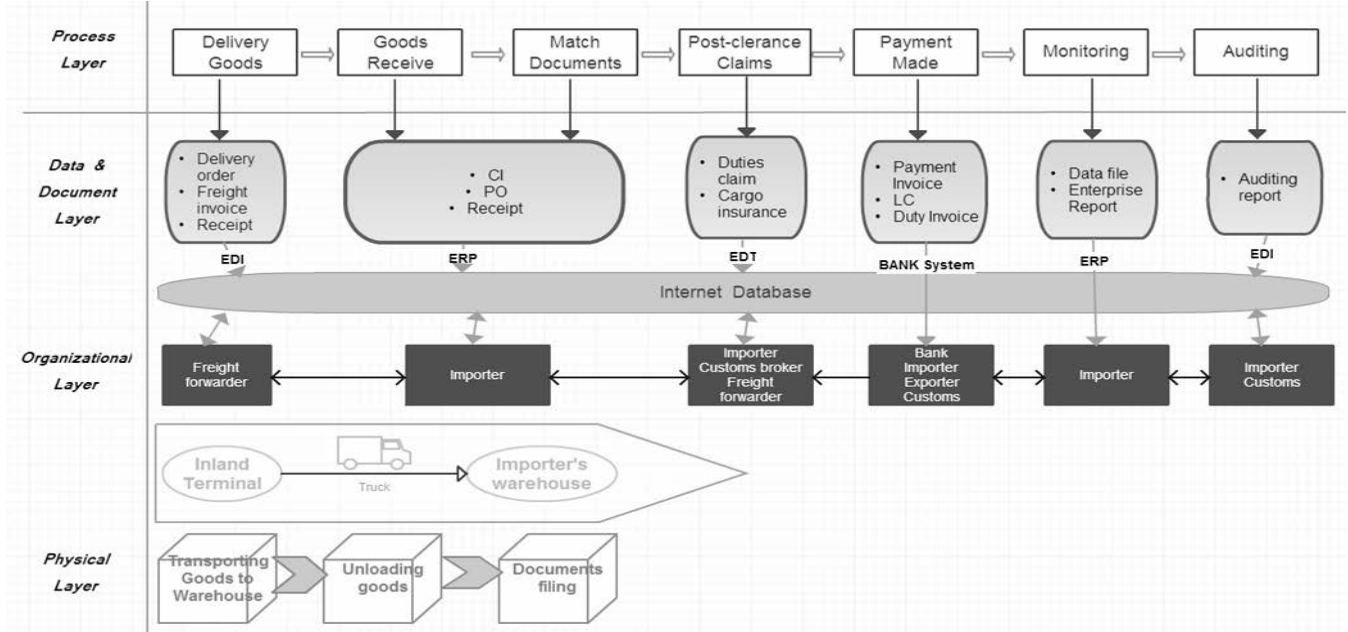 Process
Layer
Delivery
Goods
Goods
Receive
Match
Documents
Post-clerance
Claims
Payment
Made
Monitoring
Auditing
Data &
Document
Layer
• Delivery
order
• Freight
invoice
• Receipt
• CI
• PO
• Receipt
• Duties
claim
• Cargo
insurance
• Payment
Invoice
• LC
• Duty Invoice
• Data file
• Enterprise
Report
• Auditing
report
EDI
ERP
EDT
BANK System
ERP
EDI
Internet Database
Organizational
Layer
Freight
forwarder
Importer
Importer
Customs broker
Freight
forwarder
Bank
Importer
Exporter
Customs
Importer
Importer
Customs
Inland
Terminal
Truck
Importer's
warehouse
Physical
Layer
Transporting
Goods to
Warehouse
Unloading
goods
Documents
filing